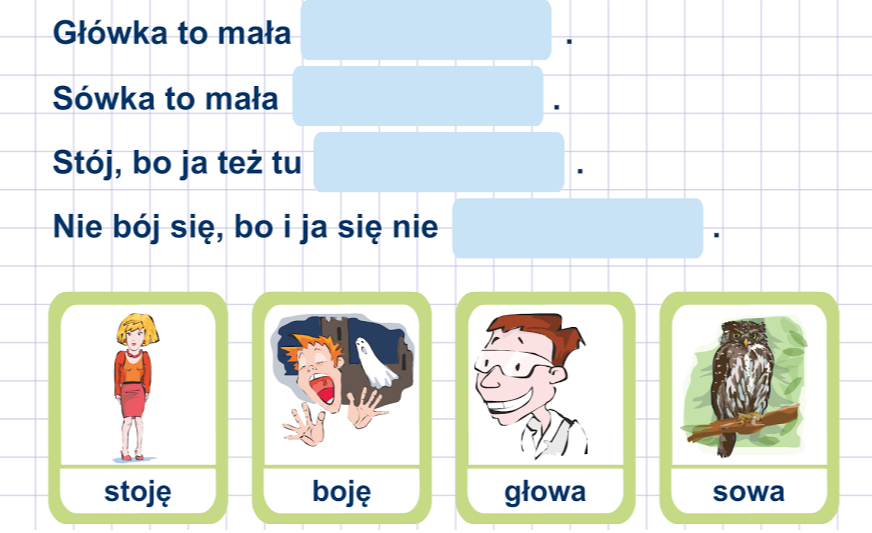 Główka to mała .
Sówka to mała .
Stój, bo ja też tu .
Nie bój się, bo i ja się nie .
stoję boję głowa sowa